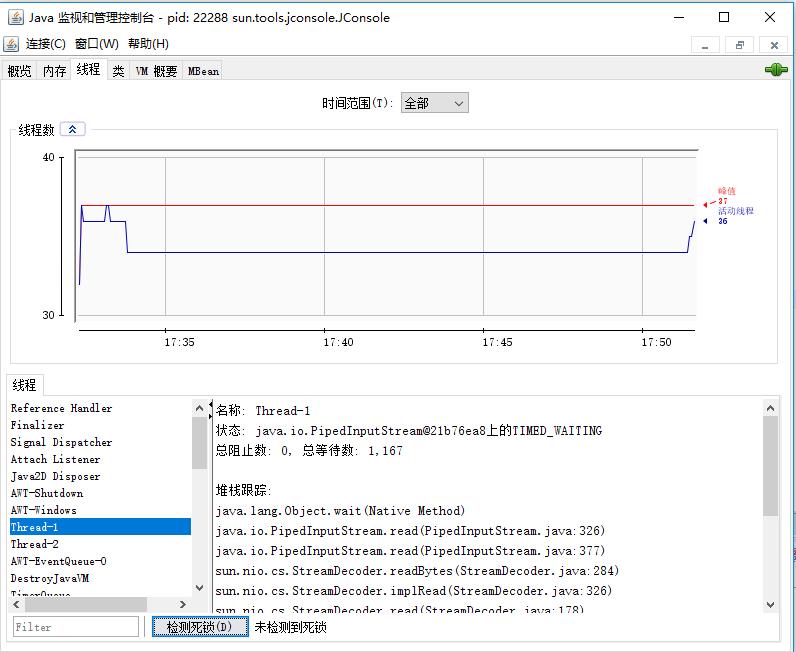 Java 监视和管理控制台 - pid: 22288 sun.tools.jconsole.JConsole
连接(C) 窗口(W) 帮助(H)
概览 内存 线程 类 VM 概要 MBean
时间范围(T): 全部
线程数
40
峰值
37
活动线程
36
30
17:35 17:40 17:45 17:50
线程
Reference Handler
Finalizer
Signal Dispatcher
Attach Listener
Java2D Disposer
AWT-Shutdown
AWT-Windows
Thread-1
Thread-2
AWT-EventQueue-0
DestroyJavaVM
TimerQueue
名称: Thread-1
状态: java.io.PipedInputStream@21b76ea8上的TIMED_WAITING
总阻止数: 0, 总等待数: 1,167
堆栈跟踪:
java.lang.Object.wait(Native Method)
java.io.PipedInputStream.read(PipedInputStream.java:326)
java.io.PipedInputStream.read(PipedInputStream.java:377)
sun.nio.cs.StreamDecoder.readBytes(StreamDecoder.java:284)
sun.nio.cs.StreamDecoder.implRead(StreamDecoder.java:326)
sun.nio.cs.StreamDecoder.read(StreamDecoder.java:178)
Filter 检测死锁(D) 未检测到死锁